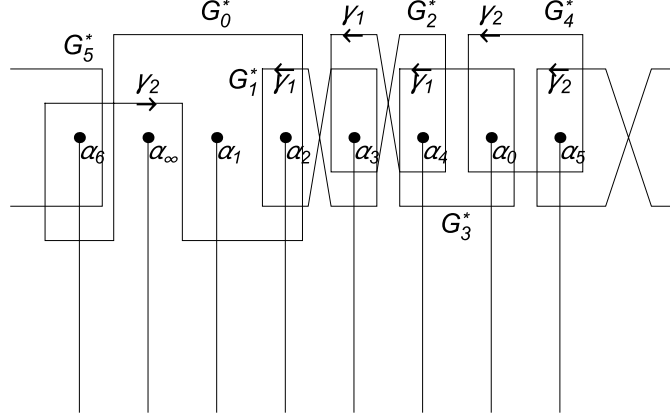 G₀* γ₁ G₂* γ₂ G₄*
G₅* γ₂ G₁* γ₁ γ₁ γ₂
α₆ α∞ α₁ α₂ α₃ α₄ α₀ α₅
G₃*